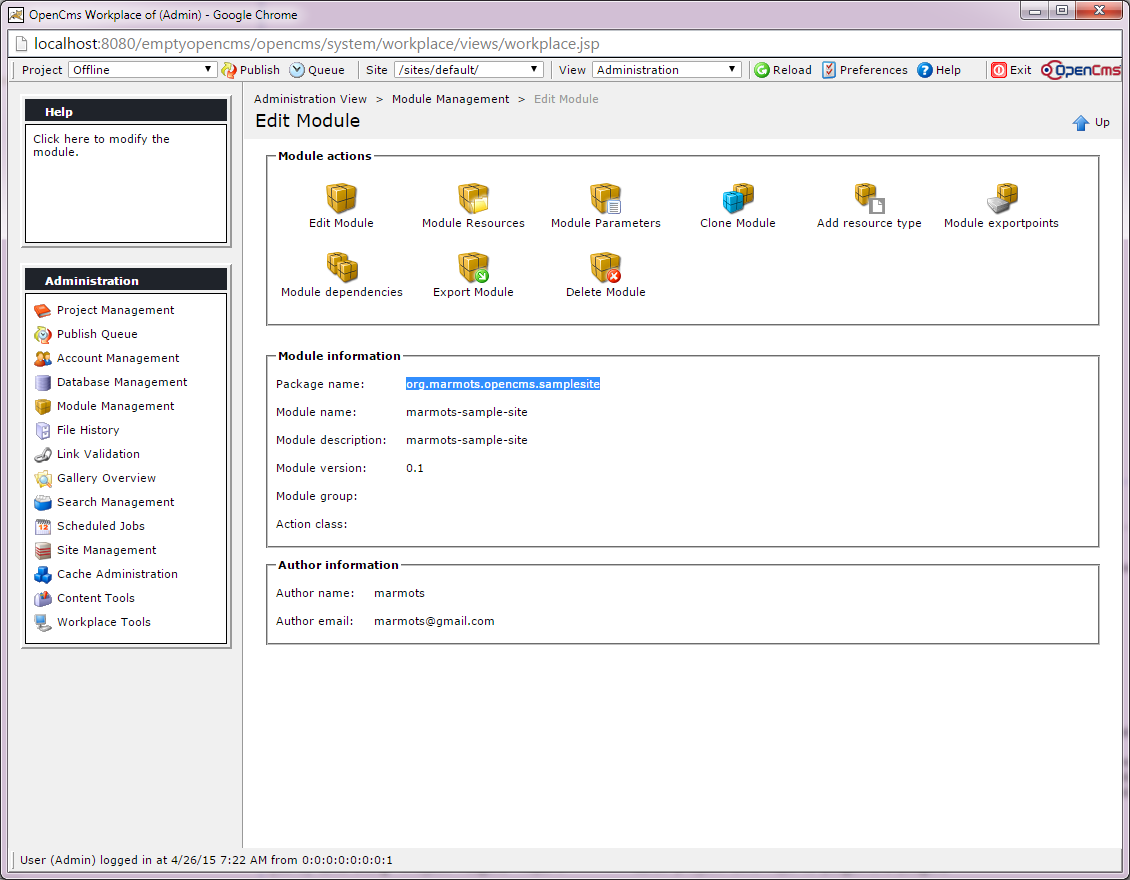 OpenCms Workplace of (Admin) - Google Chrome
localhost:8080/emptyopencms/opencms/system/workplace/views/workplace.jsp
Project Offline Publish Queue Site /sites/default/ View Administration Reload Preferences Help Exit OpenCms
Administration View > Module Management > Edit Module
Edit Module
Up
Help
Click here to modify the
module.
Administration
Project Management
Publish Queue
Account Management
Database Management
Module Management
File History
Link Validation
Gallery Overview
Search Management
Scheduled Jobs
Site Management
Cache Administration
Content Tools
Workplace Tools
Module actions
Edit Module Module Resources Module Parameters Clone Module Add resource type Module exportpoints
Module dependencies Export Module Delete Module
Module information
Package name: org.marmots.opencms.samplesite
Module name: marmots-sample-site
Module description: marmots-sample-site
Module version: 0.1
Module group:
Action class:
Author information
Author name: marmots
Author email: marmots@gmail.com
User (Admin) logged in at 4/26/15 7:22 AM from 0:0:0:0:0:0:0:1